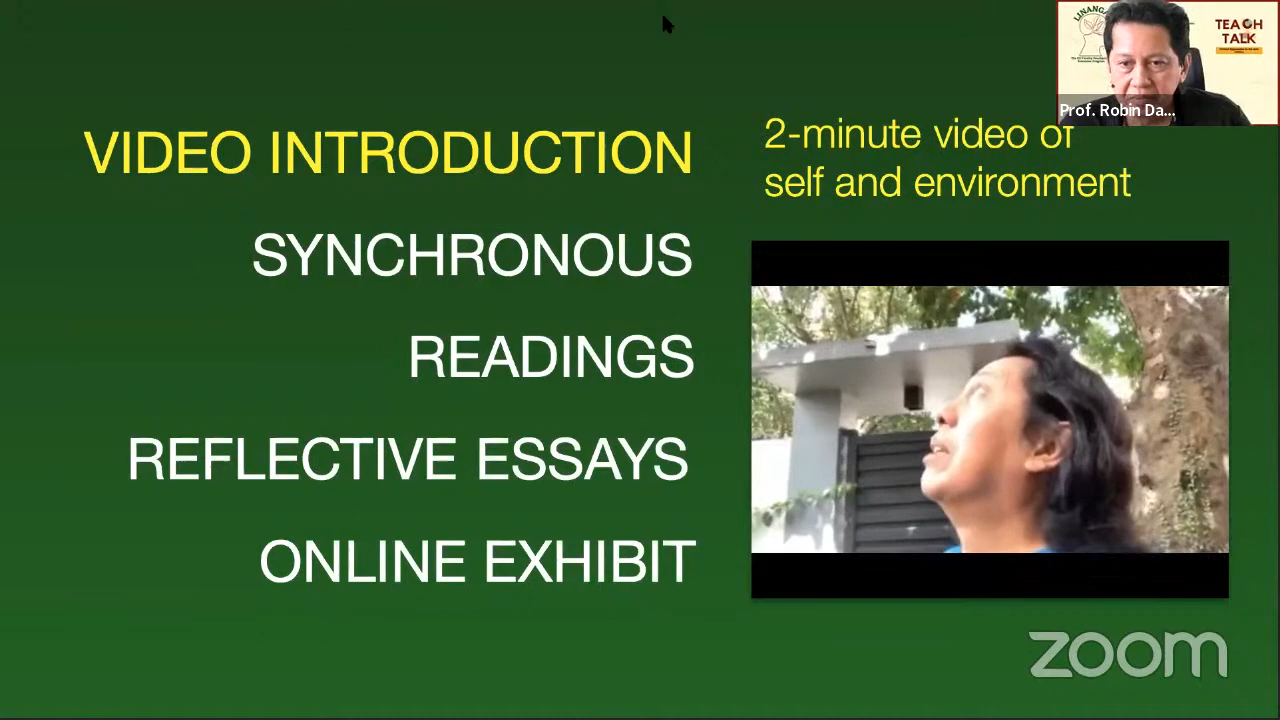 VIDEO INTRODUCTION
SYNCHRONOUS
READINGS
REFLECTIVE ESSAYS
ONLINE EXHIBIT
2-minute video of
self and environment
TEACH
TALK
Prof. Robin Da...
zoom